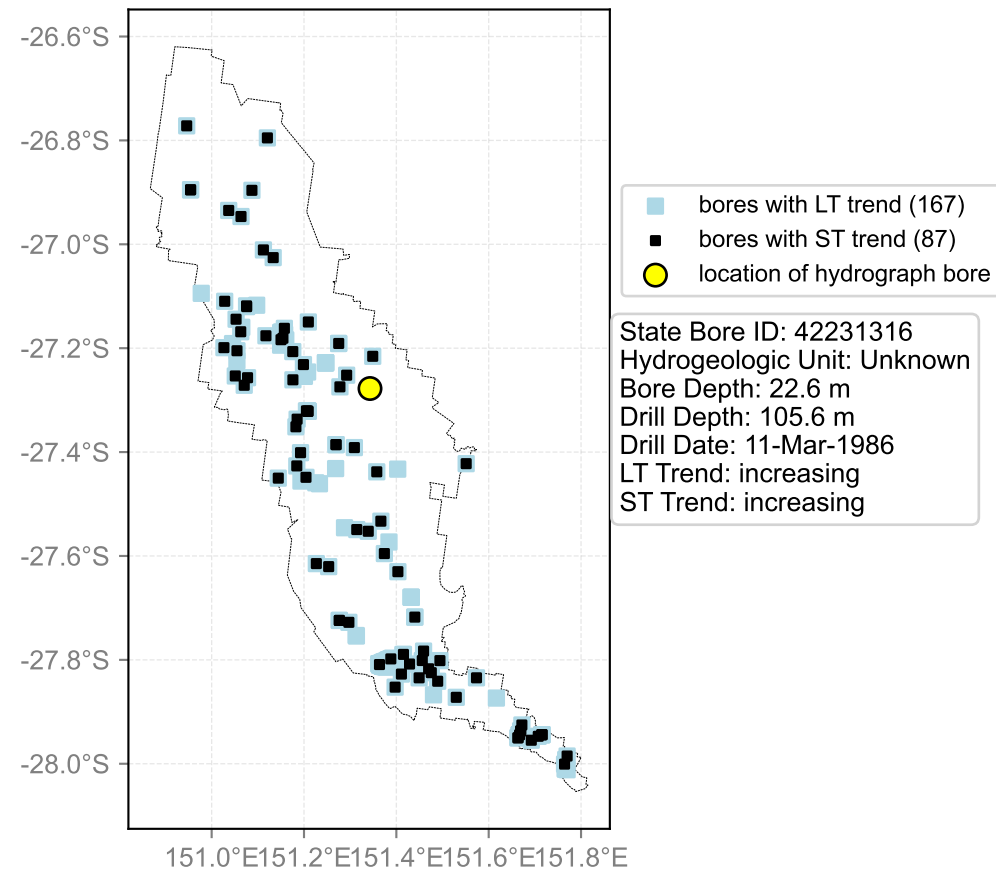 -26.6°S
-26.8°S
-27.0°S
-27.2°S
-27.4°S
-27.6°S
-27.8°S
-28.0°S
151.0°E151.2°E151.4°E151.6°E151.8°E
bores with LT trend (167)
bores with ST trend (87)
location of hydrograph bore
State Bore ID: 42231316
Hydrogeologic Unit: Unknown
Bore Depth: 22.6 m
Drill Depth: 105.6 m
Drill Date: 11-Mar-1986
LT Trend: increasing
ST Trend: increasing